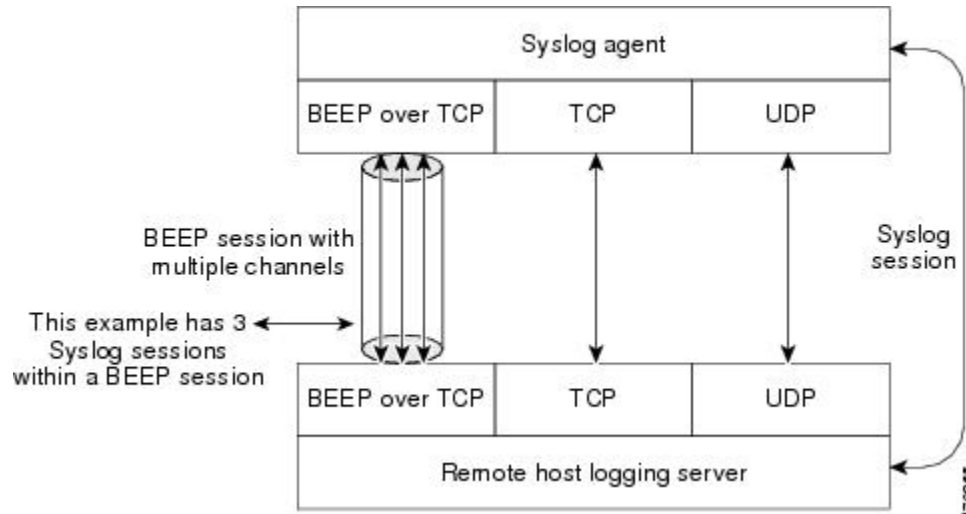 Syslog agent
BEEP over TCP
TCP
UDP
BEEP session with
multiple channels
Syslog
session
This example has 3
Syslog sessions
within a BEEP session
BEEP over TCP
TCP
UDP
Remote host logging server